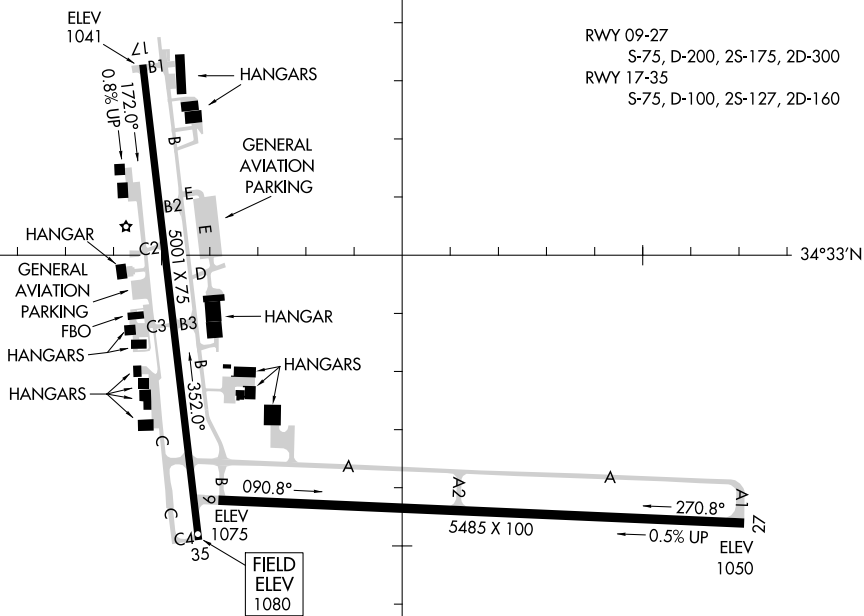 ELEV
1041
17
B1
HANGARS
RWY 09-27
S-75, D-200, 2S-175, 2D-300
RWY 17-35
S-75, D-100, 2S-127, 2D-160
172.0°
0.8% UP
B
GENERAL
AVIATION
PARKING
E
B2
E
HANGAR
C2
5001 X 75
34°33'N
D
GENERAL
AVIATION
PARKING
FBO
C3
B3
HANGAR
HANGARS
B
HANGARS
352.0°
HANGARS
C
A
A
B
090.8°
A2
A1
270.8°
9
ELEV
1075
5485 X 100
0.5% UP
27
ELEV
1050
C
C4
35
FIELD
ELEV
1080